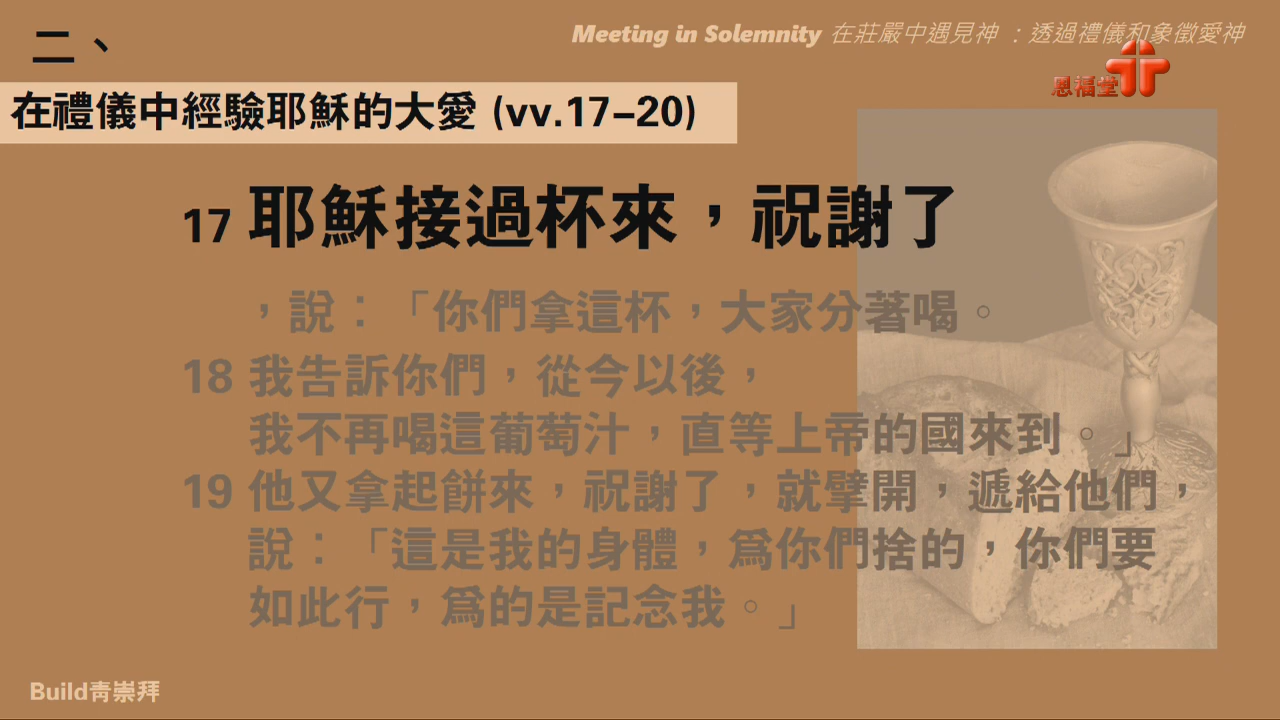 二、
Meeting in Solemnity 在莊嚴中遇見神 ：透過禮儀和象徵愛神
恩福堂
在禮儀中經驗耶穌的大愛 (vv.17-20)
17 耶穌接過杯來，祝謝了
，說：「你們拿這杯，大家分著喝。
18 我告訴你們，從今以後，
我不再喝這葡萄汁，直等上帝的國來到。」
19 他又拿起餅來，祝謝了，就擘開，遞給他們，
說：「這是我的身體，為你們捨的，你們要
如此行，為的是記念我。」
Build青崇拜